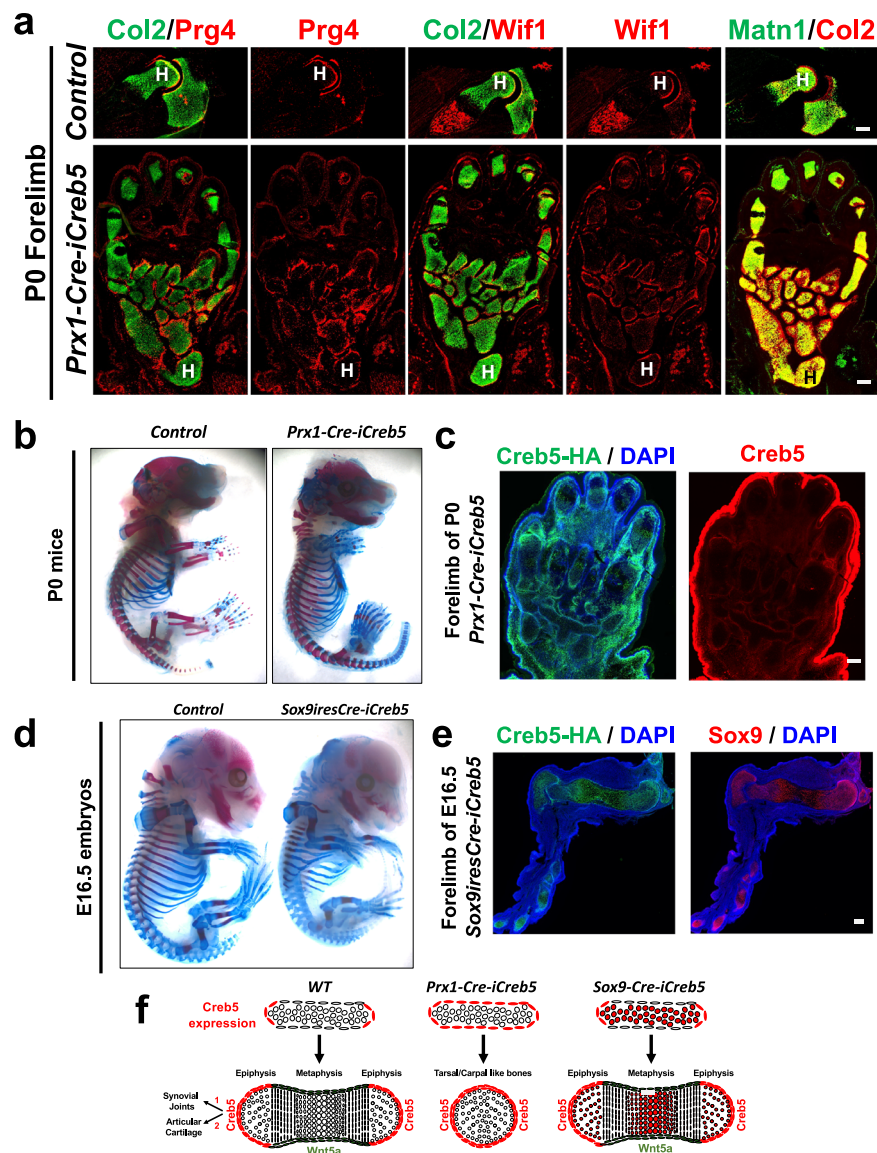 a
Col2/Prg4
Prg4
Col2/Wif1
Wif1
Matn1/Col2
P0 Forelimb
Control
H
H
H
H
H
Prx1-Cre-iCreb5
H
H
H
H
H
b
Control
Prx1-Cre-iCreb5
P0 mice
c
Creb5-HA / DAPI
Creb5
Forelimb of P0
Prx1-Cre-iCreb5
d
Control
Sox9iresCre-iCreb5
E16.5 embryos
e
Creb5-HA / DAPI
Sox9 / DAPI
Forelimb of E16.5
Sox9iresCre-iCreb5
f
WT
Prx1-Cre-iCreb5
Sox9-Cre-iCreb5
Creb5
expression
Epiphysis
Metaphysis
Epiphysis
Tarsal/Carpal like bones
Epiphysis
Metaphysis
Epiphysis
Synovial
Joints
1
Articular
Cartilage
2
Creb5
Creb5
Creb5
Creb5
Wnt5a
Wnt5a